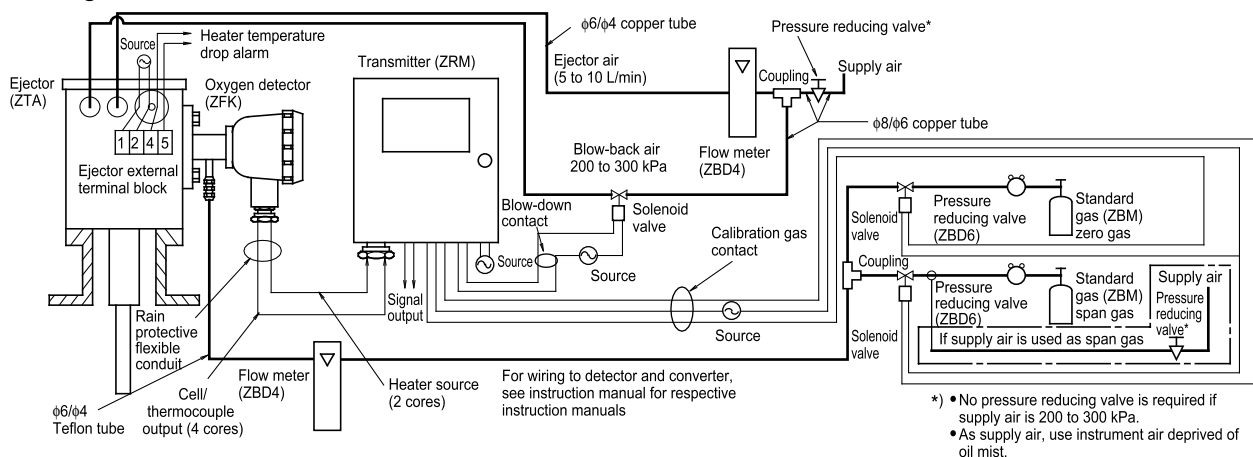 Source
Heater temperature
drop alarm
Ejector
(ZTA)
Oxygen detector
(ZFK)
Transmitter (ZRM)
φ6/φ4 copper tube
Ejector air
(5 to 10 L/min)
Pressure reducing valve*
Coupling
Supply air
φ8/φ6 copper tube
Flow meter
(ZBD4)
1 2 4 5
Ejector external
terminal block
Blow-back air
200 to 300 kPa
Blow-down
contact
Solenoid
valve
Source
Source
Calibration gas
contact
Solenoid
valve
Pressure
reducing valve
(ZBD6)
Standard
gas (ZBM)
zero gas
Coupling
Pressure
reducing valve
(ZBD6)
Standard
gas (ZBM)
span gas
Supply air
Pressure
reducing
valve*
If supply air is used as span gas
Solenoid
valve
Signal
output
Source
Rain
protective
flexible
conduit
φ6/φ4
Teflon tube
Cell/
thermocouple
output (4 cores)
Flow meter
(ZBD4)
Heater source
(2 cores)
For wiring to detector and converter,
see instruction manual for respective
instruction manuals
*) ● No pressure reducing valve is required if
supply air is 200 to 300 kPa.
● As supply air, use instrument air deprived of
oil mist.